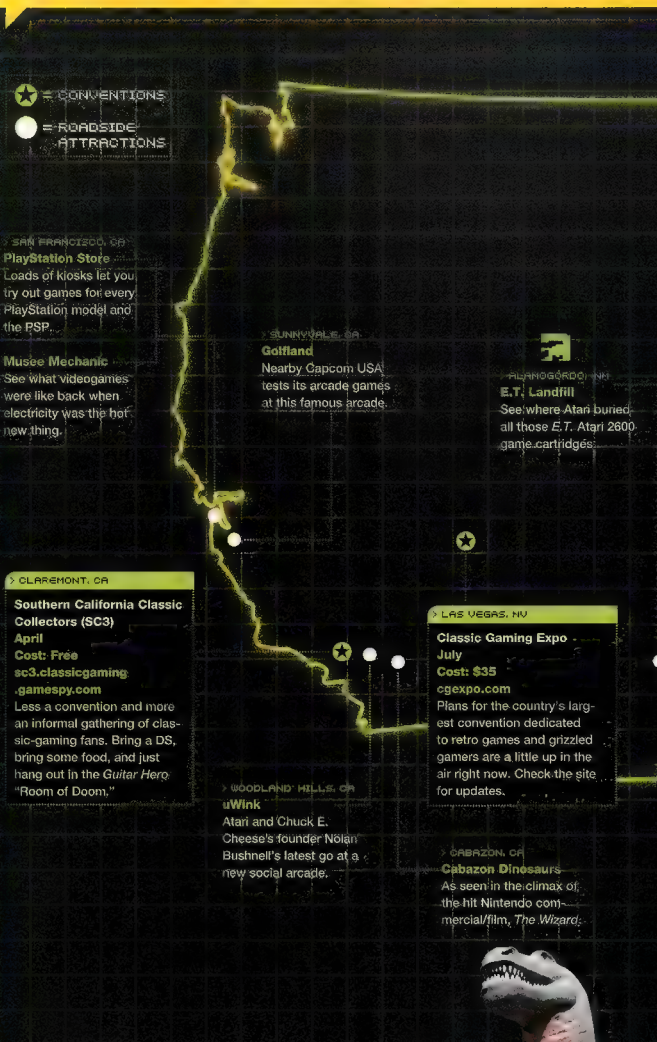 = CONVENTIONS
= ROADSIDE
ATTRACTIONS
> SAN FRANCISCO, CA
PlayStation Store
Loads of kiosks let you
try out games for every
PlayStation model and
the PSP.
Musee Mechanic
See what videogames
were like back when
electricity was the hot
new thing.
> SUNNYVALE, CA
Golfland
Nearby Capcom USA
tests its arcade games
at this famous arcade.
> ALAMOGORDO, NM
E.T. Landfill
See where Atari buried
all those E.T. Atari 2600
game cartridges.
> CLAREMONT, CA
Southern California Classic
Collectors (SC3)
April
Cost: Free
sc3.classicgaming
.gamespy.com
Less a convention and more
an informal gathering of clas-
sic-gaming fans. Bring a DS,
bring some food, and just
hang out in the Guitar Hero
"Room of Doom."
> LAS VEGAS, NV
Classic Gaming Expo
July
Cost: $35
cgexpo.com
Plans for the country's larg-
est convention dedicated
to retro games and grizzled
gamers are a little up in the
air right now. Check the site
for updates.
> WOODLAND HILLS, CA
uWink
Atari and Chuck E.
Cheese's founder Nolan
Bushnell's latest go at a
new social arcade.
> CABAZON, CA
Cabazon Dinosaurs
As seen in the climax of
the hit Nintendo com-
mercial/film, The Wizard.